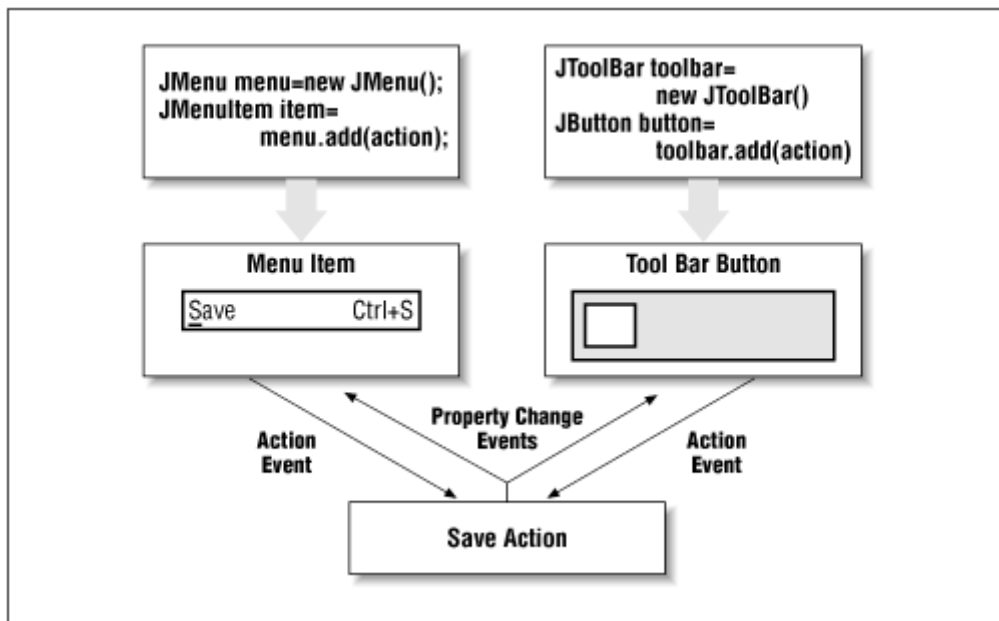 JMenu menu=new JMenu();
JMenuItem item=
menu.add(action);
JToolBar toolbar=
new JToolBar()
JButton button=
toolbar.add(action)
Menu Item
Save Ctrl+S
Tool Bar Button
Property Change
Events
Action
Event
Action
Event
Save Action